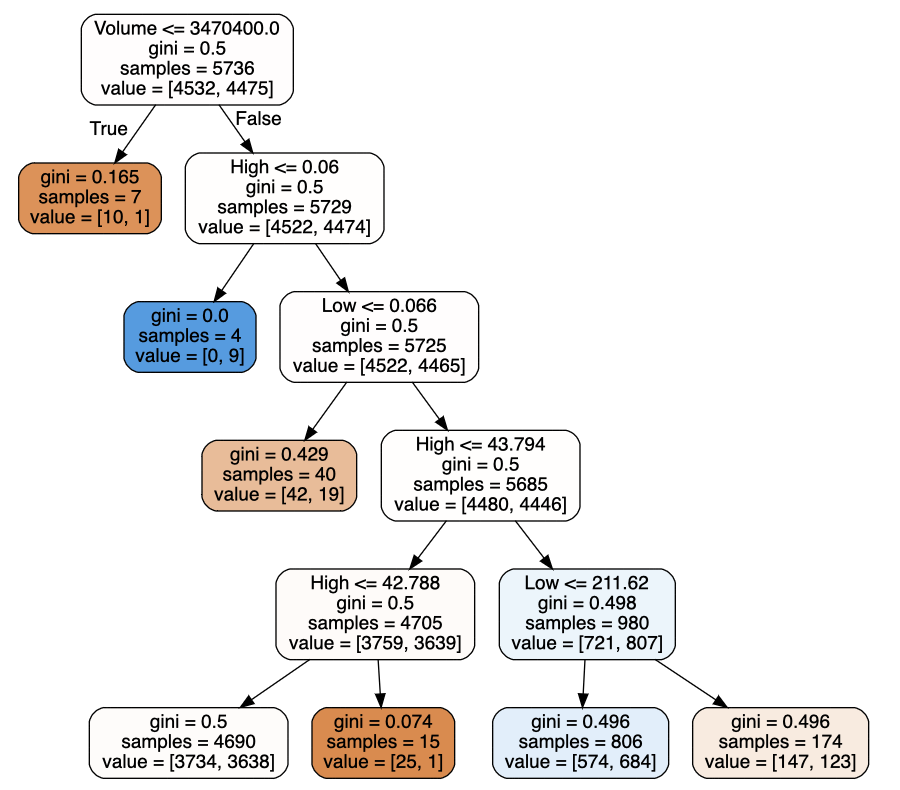 Volume <= 3470400.0
gini = 0.5
samples = 5736
value = [4532, 4475]
True
False
gini = 0.165
samples = 7
value = [10, 1]
High <= 0.06
gini = 0.5
samples = 5729
value = [4522, 4474]
gini = 0.0
samples = 4
value = [0, 9]
Low <= 0.066
gini = 0.5
samples = 5725
value = [4522, 4465]
gini = 0.429
samples = 40
value = [42, 19]
High <= 43.794
gini = 0.5
samples = 5685
value = [4480, 4446]
High <= 42.788
gini = 0.5
samples = 4705
value = [3759, 3639]
Low <= 211.62
gini = 0.498
samples = 980
value = [721, 807]
gini = 0.5
samples = 4690
value = [3734, 3638]
gini = 0.074
samples = 15
value = [25, 1]
gini = 0.496
samples = 806
value = [574, 684]
gini = 0.496
samples = 174
value = [147, 123]